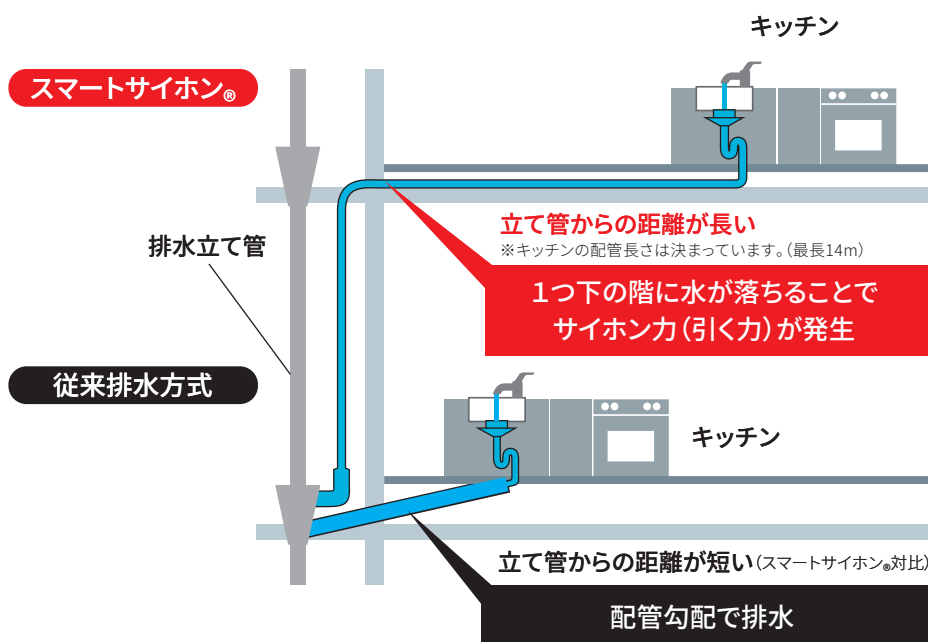 キッチン
スマートサイホン®
立て管からの距離が長い
※キッチンの配管長さは決まっています。(最長14m)
排水立て管
1つ下の階に水が落ちることで
サイホン力(引く力)が発生
従来排水方式
キッチン
立て管からの距離が短い(スマートサイホン®対比)
配管勾配で排水